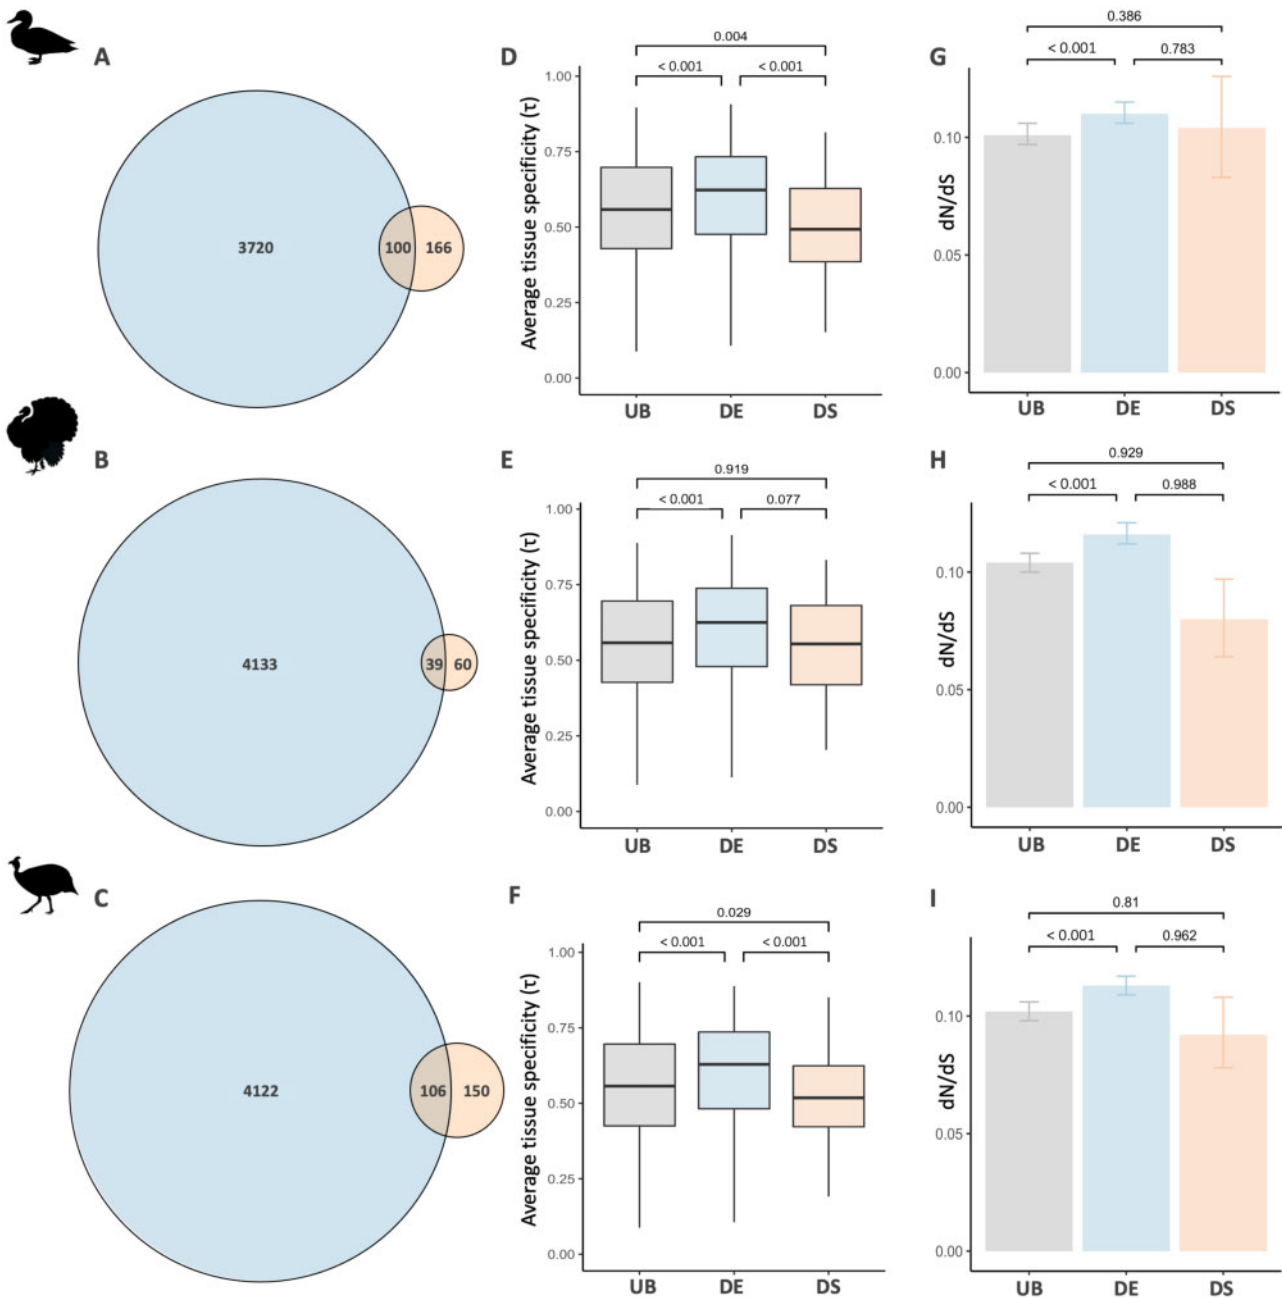 A
3720
100
166
D
0.004
< 0.001
< 0.001
Average tissue specificity (τ)
1.00
0.75
0.50
0.25
0.00
UB
DE
DS
G
0.386
< 0.001
0.783
dN/dS
0.10
0.05
0.00
UB
DE
DS
B
4133
39
60
E
0.919
< 0.001
0.077
Average tissue specificity (τ)
1.00
0.75
0.50
0.25
0.00
UB
DE
DS
H
0.929
< 0.001
0.988
dN/dS
0.10
0.05
0.00
UB
DE
DS
C
4122
106
150
F
0.029
< 0.001
< 0.001
Average tissue specificity (τ)
1.00
0.75
0.50
0.25
0.00
UB
DE
DS
I
0.81
< 0.001
0.962
dN/dS
0.10
0.05
0.00
UB
DE
DS